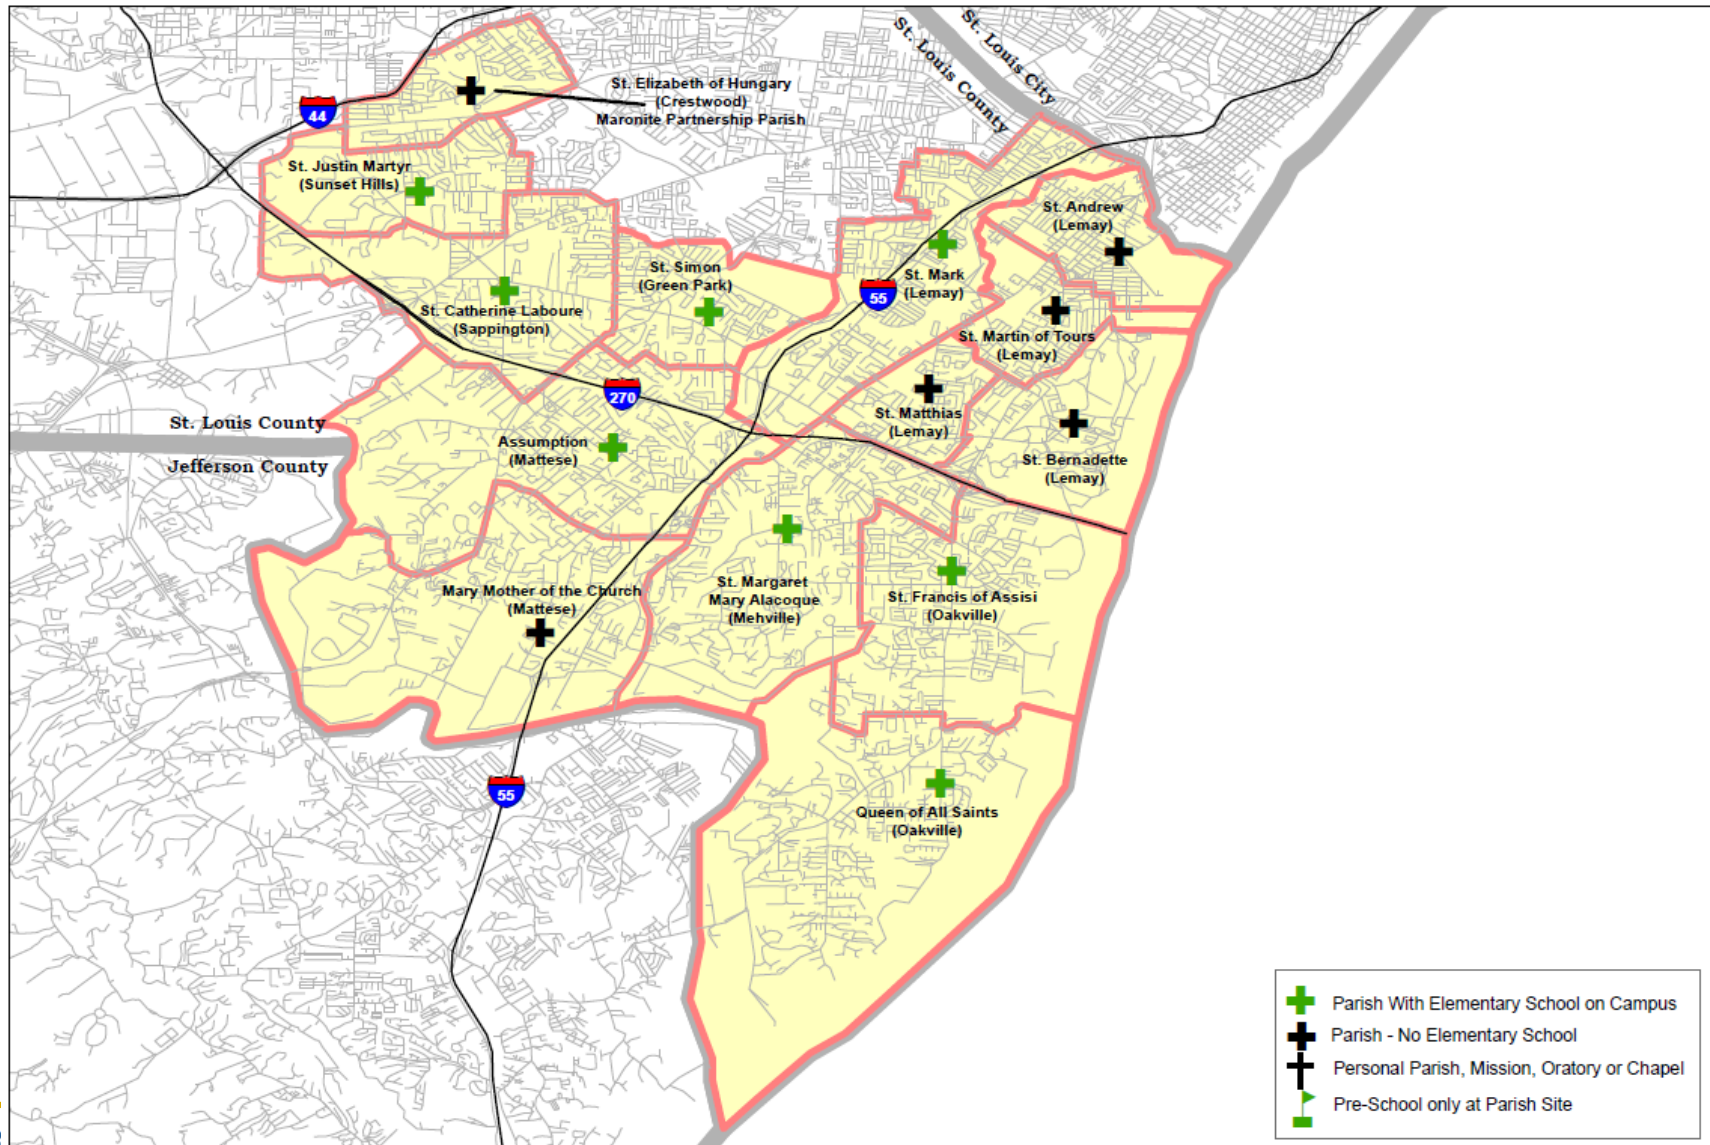 St. Louis City
St. Louis County
St. Elizabeth of Hungary
(Crestwood)
Maronite Partnership Parish
44
St. Justin Martyr
(Sunset Hills)
St. Andrew
(Lemay)
St. Simon
(Green Park)
St. Mark
(Lemay)
55
St. Catherine Laboure
(Sappington)
St. Martin of Tours
(Lemay)
270
St. Matthias
(Lemay)
St. Louis County
Jefferson County
Assumption
(Mattese)
St. Bernadette
(Lemay)
Mary Mother of the Church
(Mattese)
St. Margaret
Mary Alacoque
(Mehville)
St. Francis of Assisi
(Oakville)
55
Queen of All Saints
(Oakville)
Parish With Elementary School on Campus
Parish - No Elementary School
Personal Parish, Mission, Oratory or Chapel
Pre-School only at Parish Site